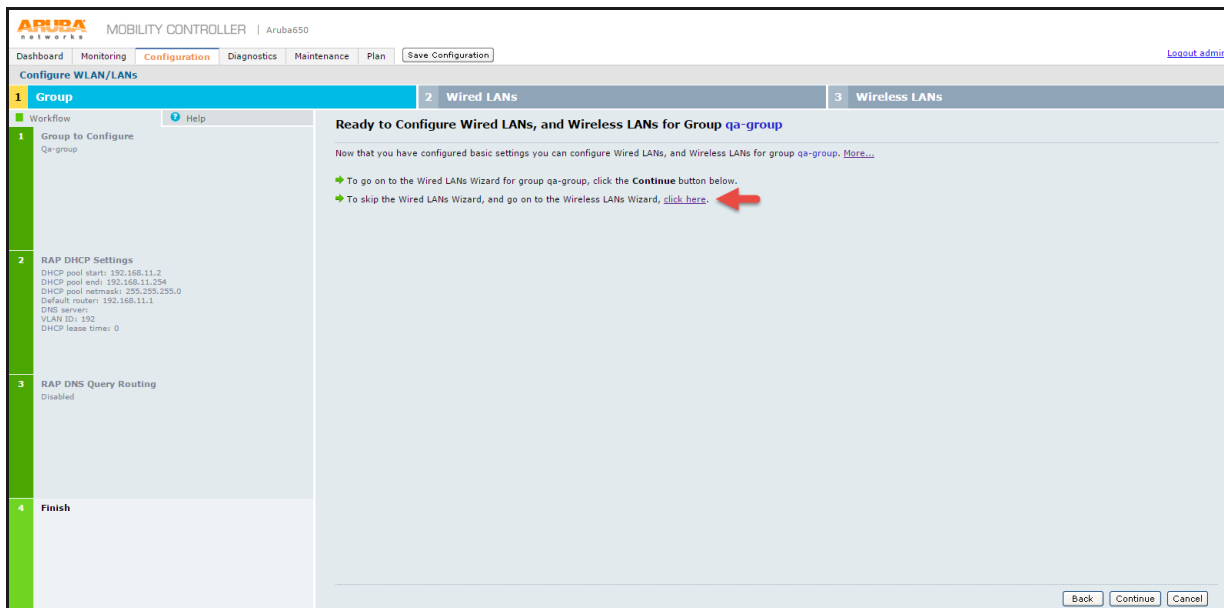 ARUBA networks MOBILITY CONTROLLER | Aruba650
Dashboard Monitoring Configuration Diagnostics Maintenance Plan Save Configuration Logout admin
Configure WLAN/LANs
1 Group 2 Wired LANs 3 Wireless LANs
Workflow ? Help
1 Group to Configure
Qa-group
2 RAP DHCP Settings
DHCP pool start: 192.168.11.2
DHCP pool end: 192.168.11.254
DHCP pool netmask: 255.255.255.0
Default router: 192.168.11.1
DNS server:
VLAN ID: 192
DHCP lease time: 0
3 RAP DNS Query Routing
Disabled
4 Finish
Ready to Configure Wired LANs, and Wireless LANs for Group qa-group
Now that you have configured basic settings you can configure Wired LANs, and Wireless LANs for group qa-group. More...
To go on to the Wired LANs Wizard for group qa-group, click the Continue button below.
To skip the Wired LANs Wizard, and go on to the Wireless LANs Wizard, click here.
Back Continue Cancel